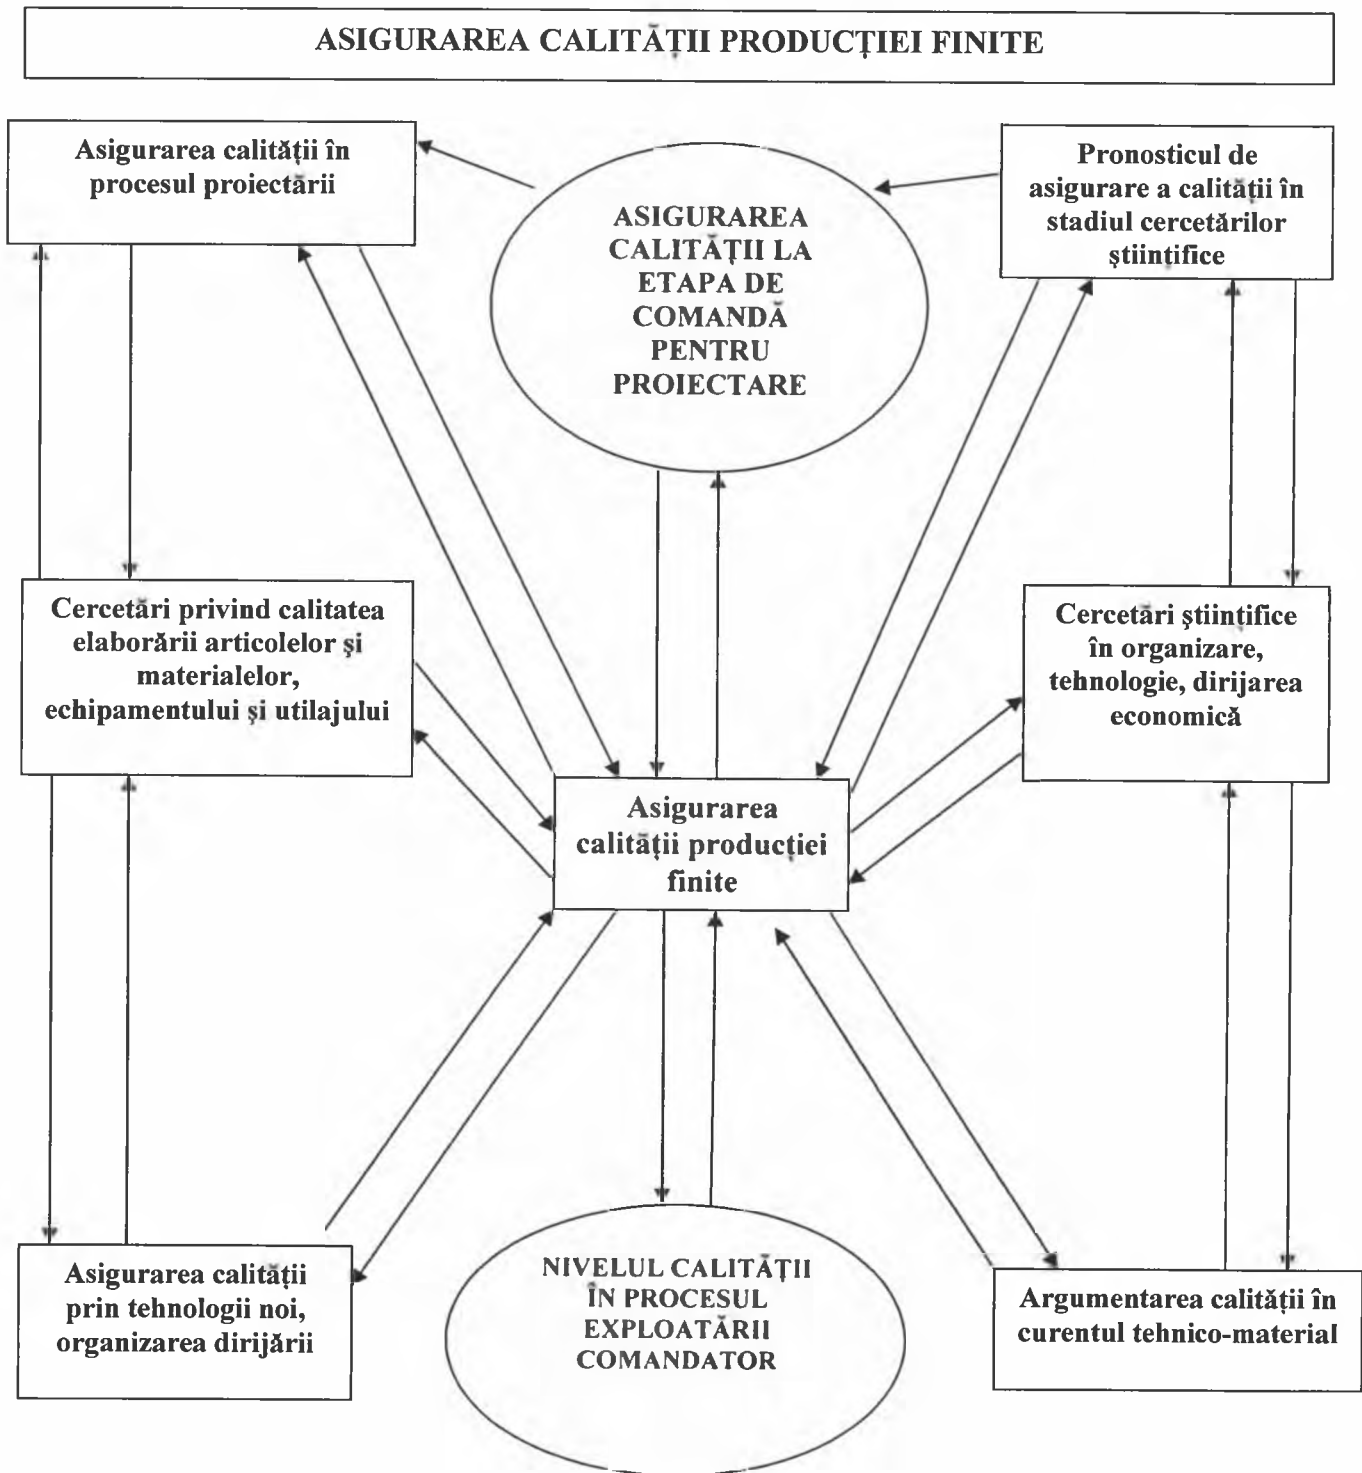 ASIGURAREA CALITĂȚII PRODUCȚIEI FINITE
Asigurarea calității în
procesul proiectării
ASIGURAREA
CALITĂȚII LA
ETAPA DE
COMANDĂ
PENTRU
PROIECTARE
Pronosticul de
asigurare a calității în
stadiul cercetărilor
științifice
Cercetări privind calitatea
elaborării articolelor și
materialelor,
echipamentului și utilajului
Cercetări științifice
în organizare,
tehnologie, dirijarea
economică
Asigurarea
calității producției
finite
Asigurarea calității
prin tehnologii noi,
organizarea dirijării
NIVELUL CALITĂȚII
ÎN PROCESUL
EXPLOATĂRII
COMANDATOR
Argumentarea calității în
curentul tehnico-material